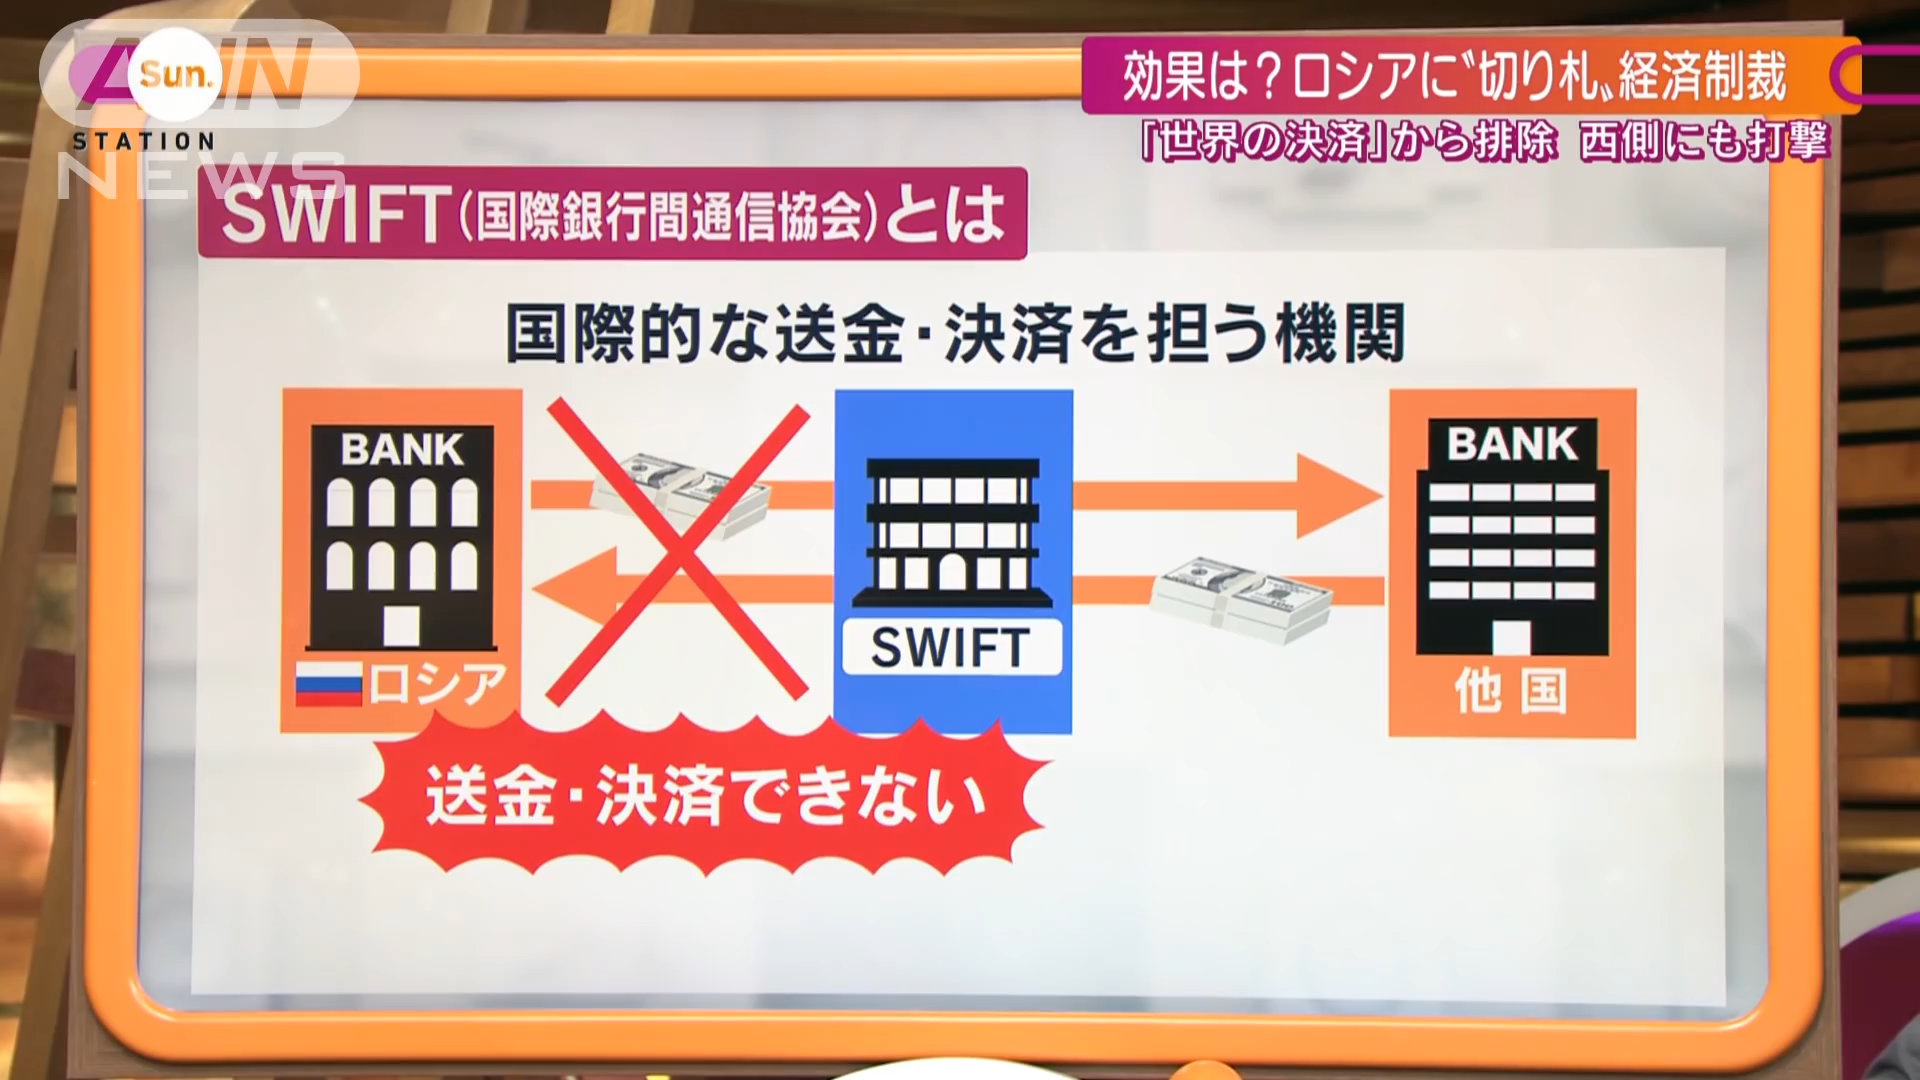 ANN
NEWS
Sun.
STATION
効果は？ロシアに〝切り札〟経済制裁
「世界の決済」から排除 西側にも打撃
SWIFT（国際銀行間通信協会）とは
国際的な送金・決済を担う機関
BANK
ロシア
SWIFT
BANK
他国
送金・決済できない